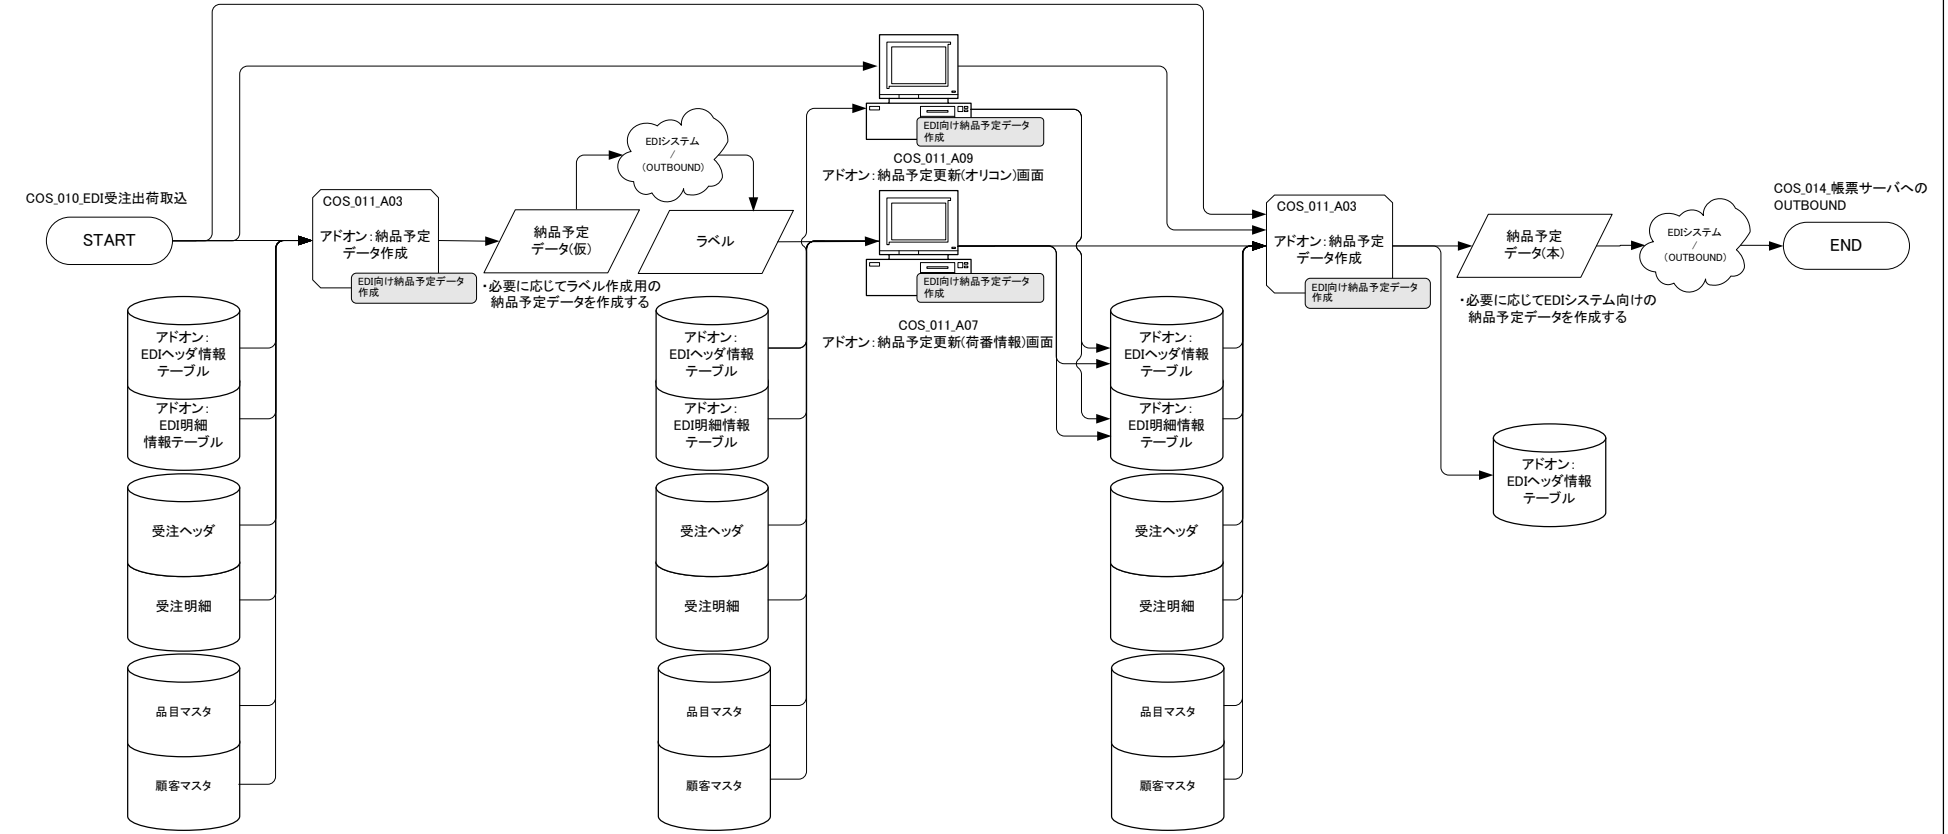 COS_010_EDI受注出荷取込
START
COS_011_A03
アドオン：納品予定
データ作成
EDI向け納品予定データ
作成
納品予定
データ(仮)
・必要に応じてラベル作成用の
納品予定データを作成する
EDIシステム
/
(OUTBOUND)
ラベル
EDI向け納品予定データ
作成
COS_011_A09
アドオン：納品予定更新(オリコン)画面
EDI向け納品予定データ
作成
COS_011_A07
アドオン：納品予定更新(荷番情報)画面
COS_011_A03
アドオン：納品予定
データ作成
EDI向け納品予定データ
作成
納品予定
データ(本)
・必要に応じてEDIシステム向けの
納品予定データを作成する
EDIシステム
/
(OUTBOUND)
COS_014_帳票サーバへの
OUTBOUND
END
アドオン：
EDIヘッダ情報
テーブル
アドオン：
EDI明細
情報テーブル
受注ヘッダ
受注明細
品目マスタ
顧客マスタ
アドオン：
EDIヘッダ情報
テーブル
アドオン：
EDI明細情報
テーブル
受注ヘッダ
受注明細
品目マスタ
顧客マスタ
アドオン：
EDIヘッダ情報
テーブル
アドオン：
EDI明細情報
テーブル
受注ヘッダ
受注明細
品目マスタ
顧客マスタ
アドオン：
EDIヘッダ情報
テーブル